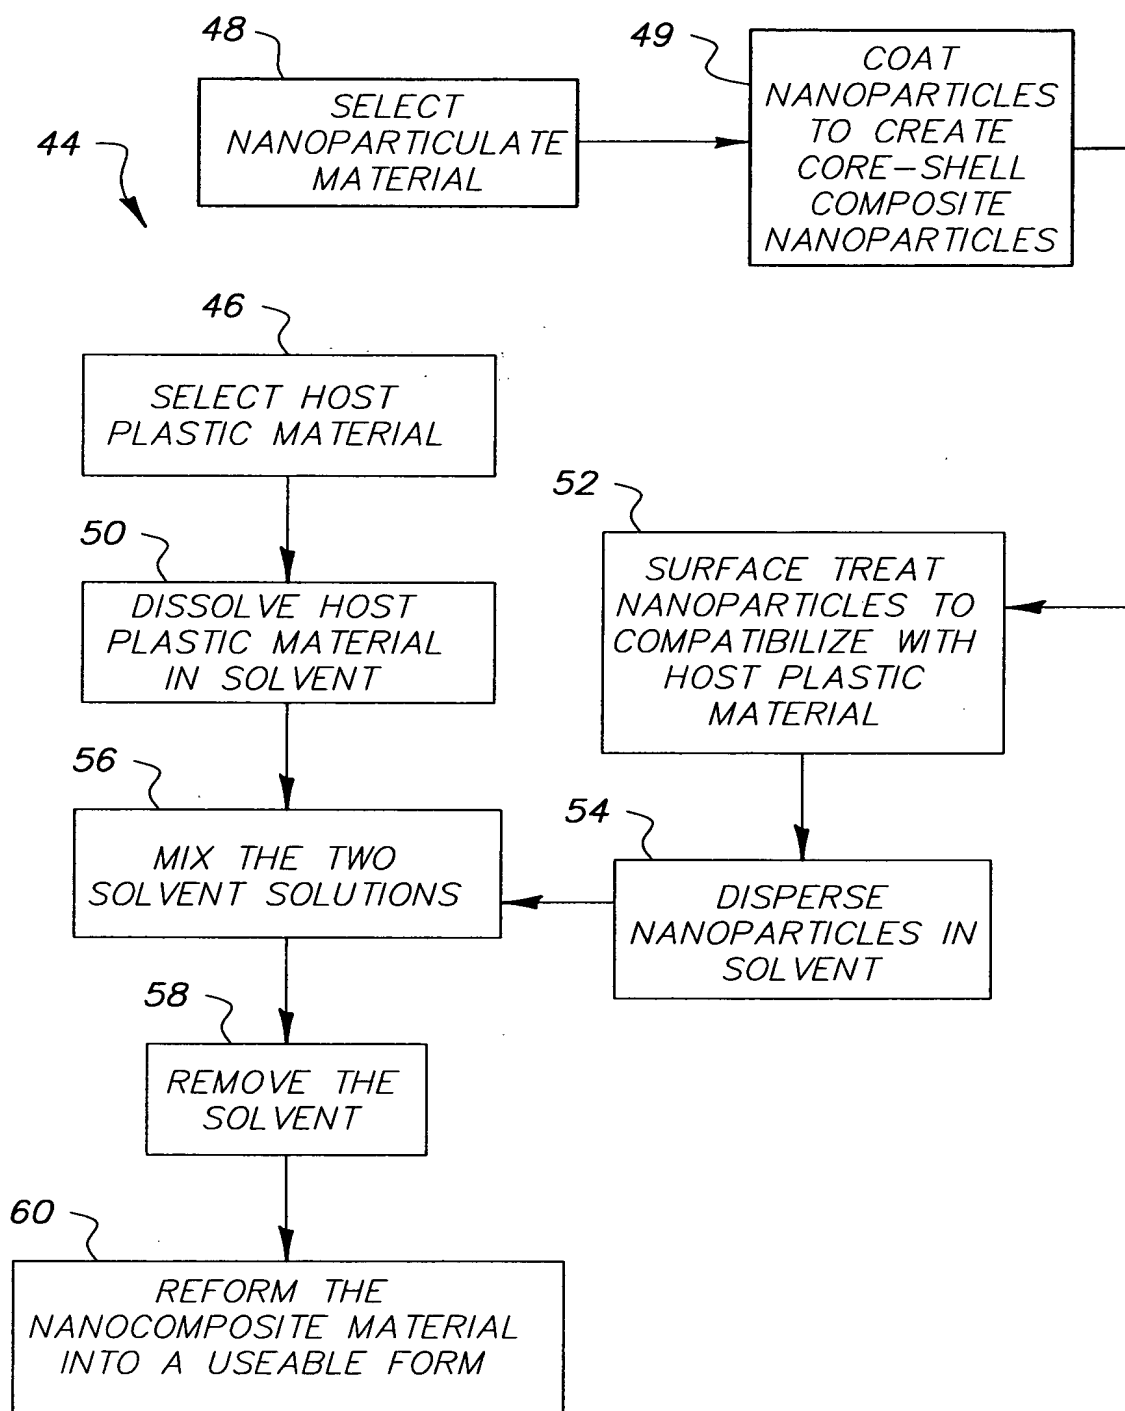 48
SELECT
NANOPARTICULATE
MATERIAL
49
COAT
NANOPARTICLES
TO CREATE
CORE-SHELL
COMPOSITE
NANOPARTICLES
44
46
SELECT HOST
PLASTIC MATERIAL
50
DISSOLVE HOST
PLASTIC MATERIAL
IN SOLVENT
52
SURFACE TREAT
NANOPARTICLES TO
COMPATIBILIZE WITH
HOST PLASTIC
MATERIAL
56
MIX THE TWO
SOLVENT SOLUTIONS
54
DISPERSE
NANOPARTICLES IN
SOLVENT
58
REMOVE THE
SOLVENT
60
REFORM THE
NANOCOMPOSITE MATERIAL
INTO A USEABLE FORM